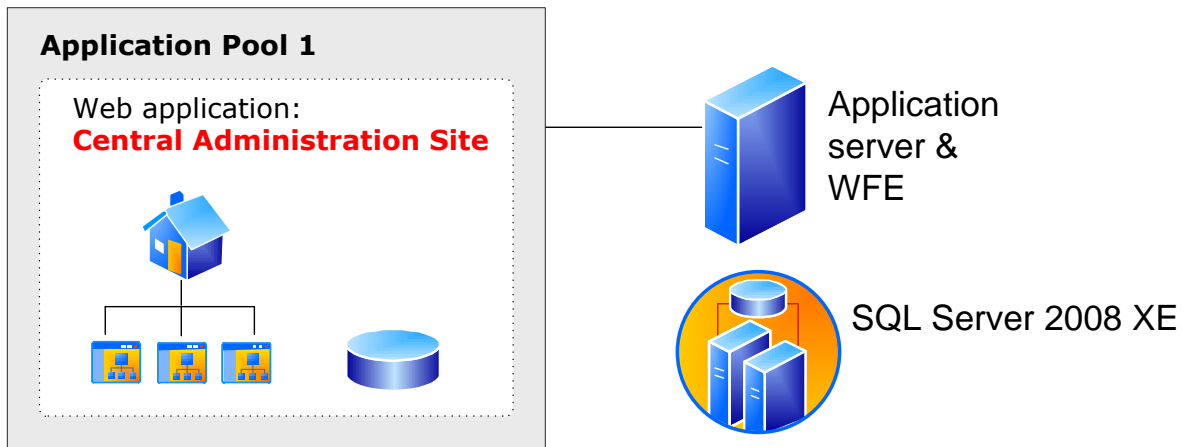 Application Pool 1
Web application:
Central Administration Site
Application
server &
WFE
SQL Server 2008 XE